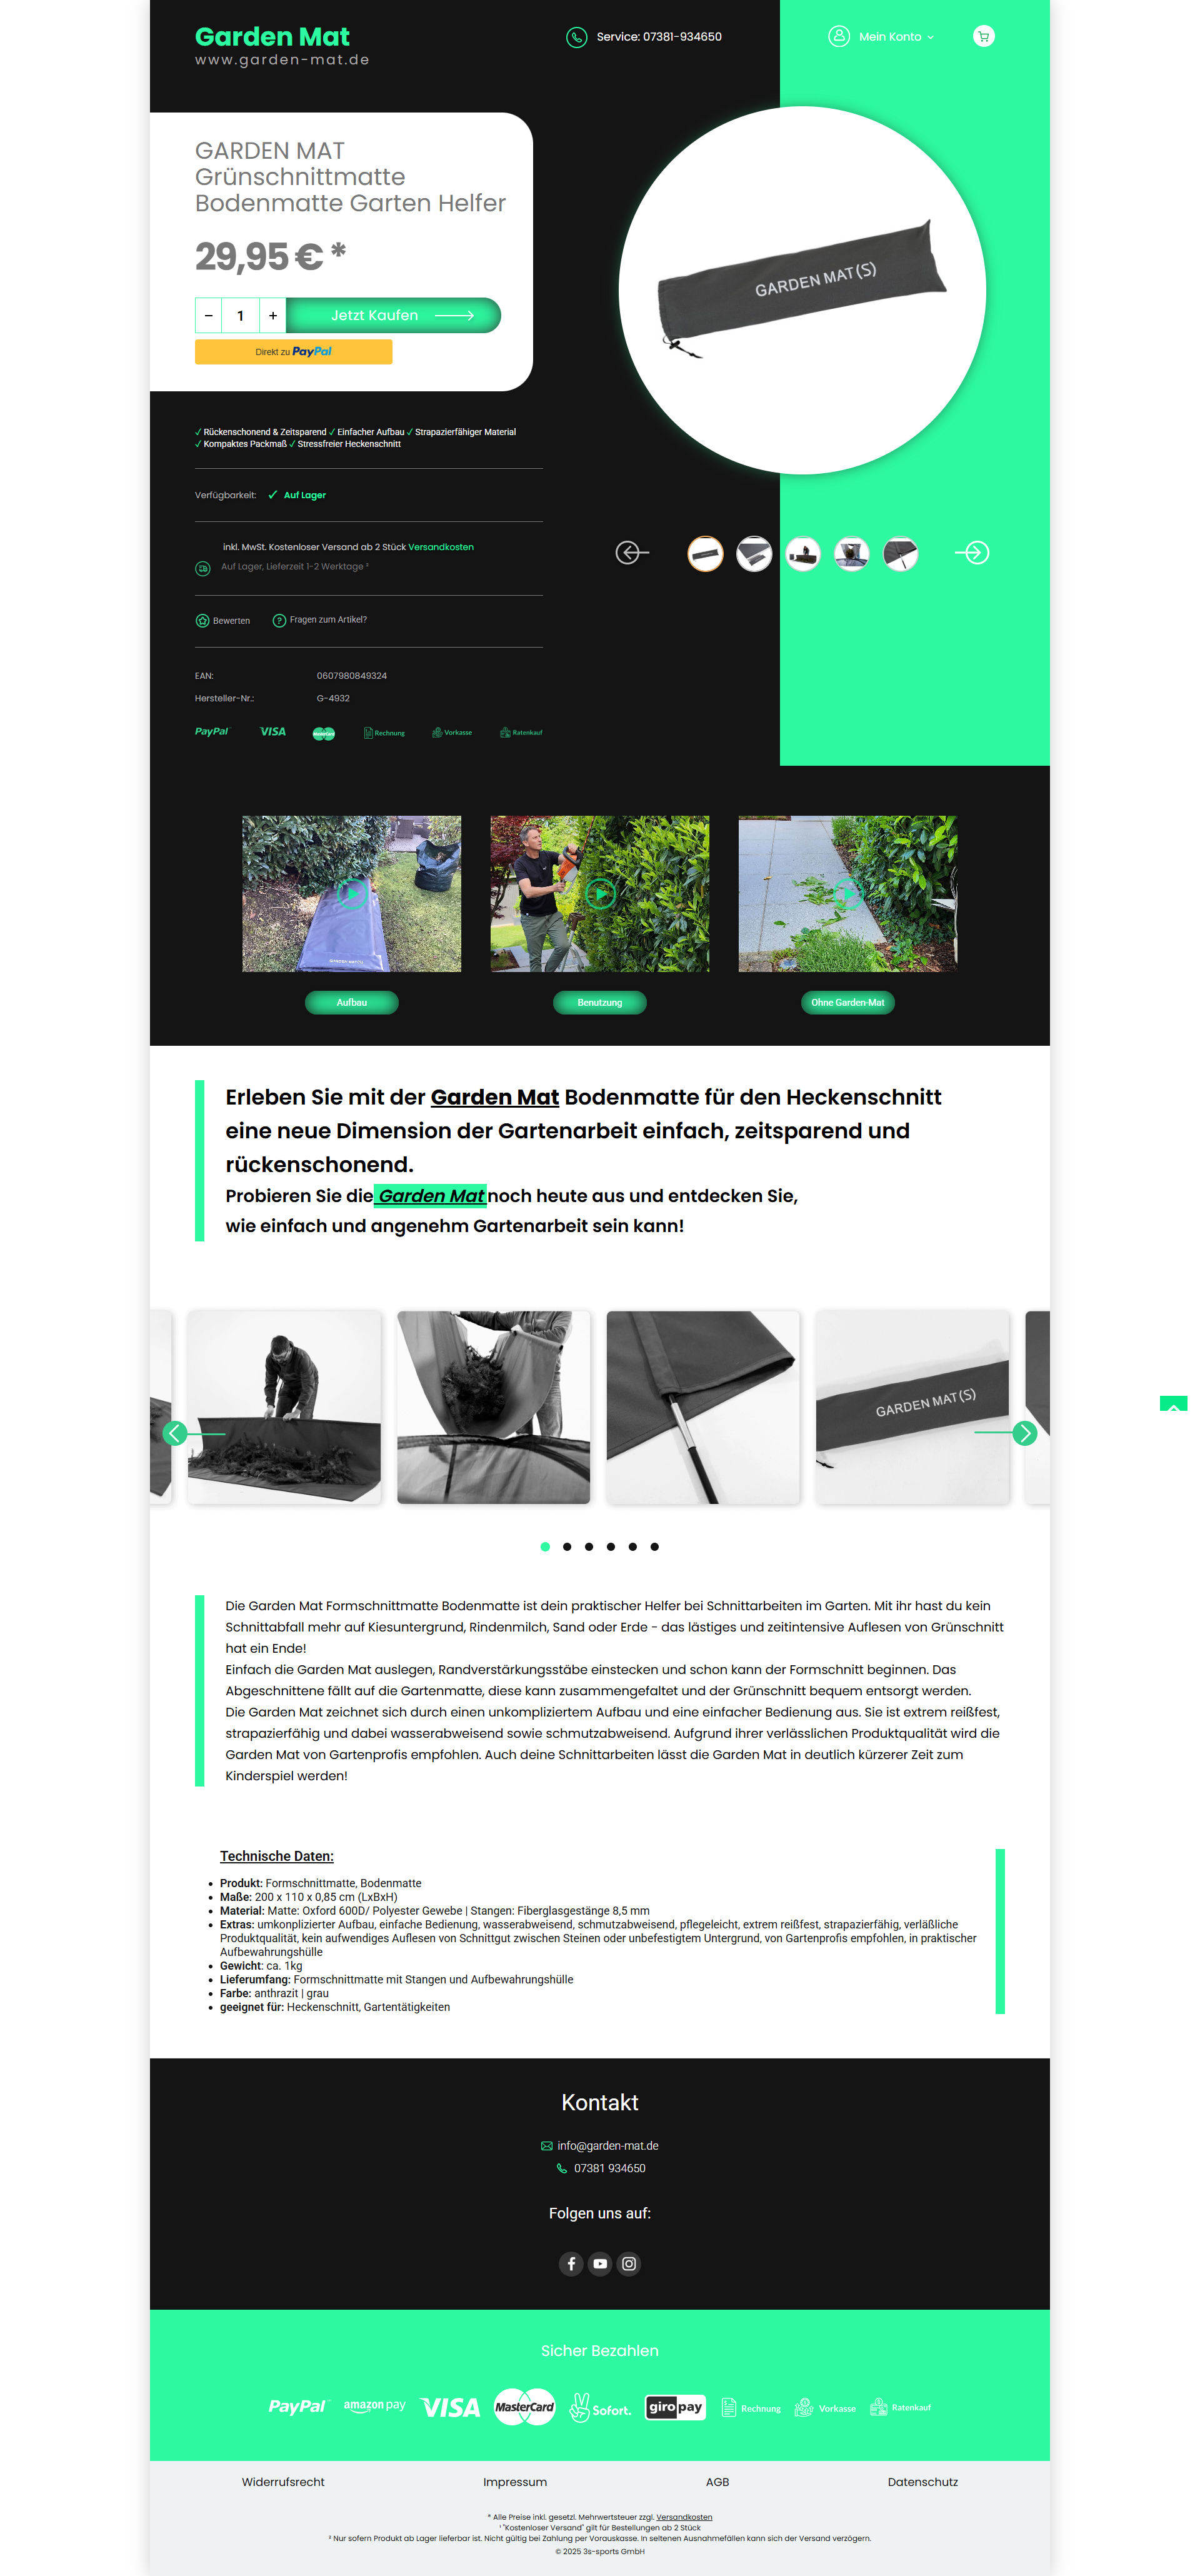 Garden Mat
www.garden-mat.de
Service: 07381-934650
Mein Konto
GARDEN MAT
Grünschnittmatte
Bodenmatte Garten Helfer
29,95 € *
− 1 + Jetzt Kaufen
Direkt zu PayPal
GARDEN MAT(S)
✓ Rückenschonend & Zeitsparend ✓ Einfacher Aufbau ✓ Strapazierfähiger Material
✓ Kompaktes Packmaß ✓ Stressfreier Heckenschnitt
Verfügbarkeit: ✓ Auf Lager
inkl. MwSt. Kostenloser Versand ab 2 Stück Versandkosten
Auf Lager, Lieferzeit 1-2 Werktage ²
Bewerten Fragen zum Artikel?
EAN: 0607980849324
Hersteller-Nr.: G-4932
PayPal VISA MasterCard Rechnung Vorkasse Ratenkauf
Aufbau Benutzung Ohne Garden-Mat
Erleben Sie mit der Garden Mat Bodenmatte für den Heckenschnitt
eine neue Dimension der Gartenarbeit einfach, zeitsparend und
rückenschonend.
Probieren Sie die Garden Mat noch heute aus und entdecken Sie,
wie einfach und angenehm Gartenarbeit sein kann!
GARDEN MAT(S)
Die Garden Mat Formschnittmatte Bodenmatte ist dein praktischer Helfer bei Schnittarbeiten im Garten. Mit ihr hast du kein
Schnittabfall mehr auf Kiesuntergrund, Rindenmilch, Sand oder Erde - das lästiges und zeitintensive Auflesen von Grünschnitt
hat ein Ende!
Einfach die Garden Mat auslegen, Randverstärkungsstäbe einstecken und schon kann der Formschnitt beginnen. Das
Abgeschnittene fällt auf die Gartenmatte, diese kann zusammengefaltet und der Grünschnitt bequem entsorgt werden.
Die Garden Mat zeichnet sich durch einen unkompliziertem Aufbau und eine einfacher Bedienung aus. Sie ist extrem reißfest,
strapazierfähig und dabei wasserabweisend sowie schmutzabweisend. Aufgrund ihrer verlässlichen Produktqualität wird die
Garden Mat von Gartenprofis empfohlen. Auch deine Schnittarbeiten lässt die Garden Mat in deutlich kürzerer Zeit zum
Kinderspiel werden!
Technische Daten:
Produkt: Formschnittmatte, Bodenmatte
Maße: 200 x 110 x 0,85 cm (LxBxH)
Material: Matte: Oxford 600D/ Polyester Gewebe | Stangen: Fiberglasgestänge 8,5 mm
Extras: umkonplizierter Aufbau, einfache Bedienung, wasserabweisend, schmutzabweisend, pflegeleicht, extrem reißfest, strapazierfähig, verläßliche
Produktqualität, kein aufwendiges Auflesen von Schnittgut zwischen Steinen oder unbefestigtem Untergrund, von Gartenprofis empfohlen, in praktischer
Aufbewahrungshülle
Gewicht: ca. 1kg
Lieferumfang: Formschnittmatte mit Stangen und Aufbewahrungshülle
Farbe: anthrazit | grau
geeignet für: Heckenschnitt, Gartentätigkeiten
Kontakt
info@garden-mat.de
07381 934650
Folgen uns auf:
Sicher Bezahlen
PayPal amazon pay VISA MasterCard Sofort. giropay Rechnung Vorkasse Ratenkauf
Widerrufsrecht Impressum AGB Datenschutz
* Alle Preise inkl. gesetzl. Mehrwertsteuer zzgl. Versandkosten
¹ "Kostenloser Versand" gilt für Bestellungen ab 2 Stück
² Nur sofern Produkt ab Lager lieferbar ist. Nicht gültig bei Zahlung per Vorauskasse. In seltenen Ausnahmefällen kann sich der Versand verzögern.
© 2025 3s-sports GmbH